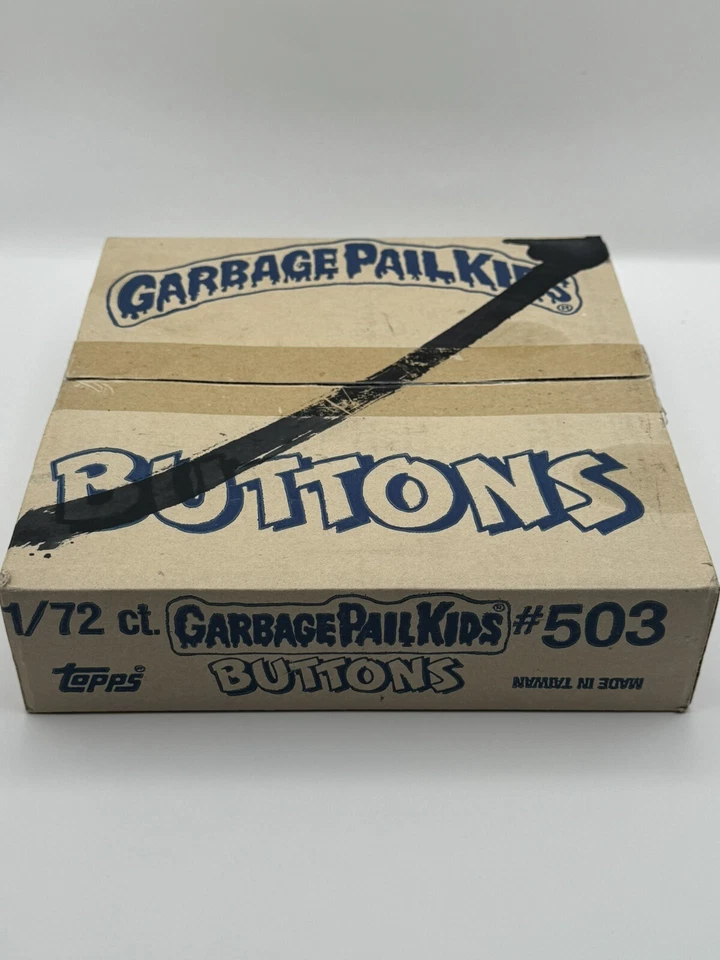 GARBAGE PAIL KIDS®
BUTTONS
1/72 ct. GARBAGE PAIL KIDS® #503
topps® BUTTONS MADE IN TAIWAN